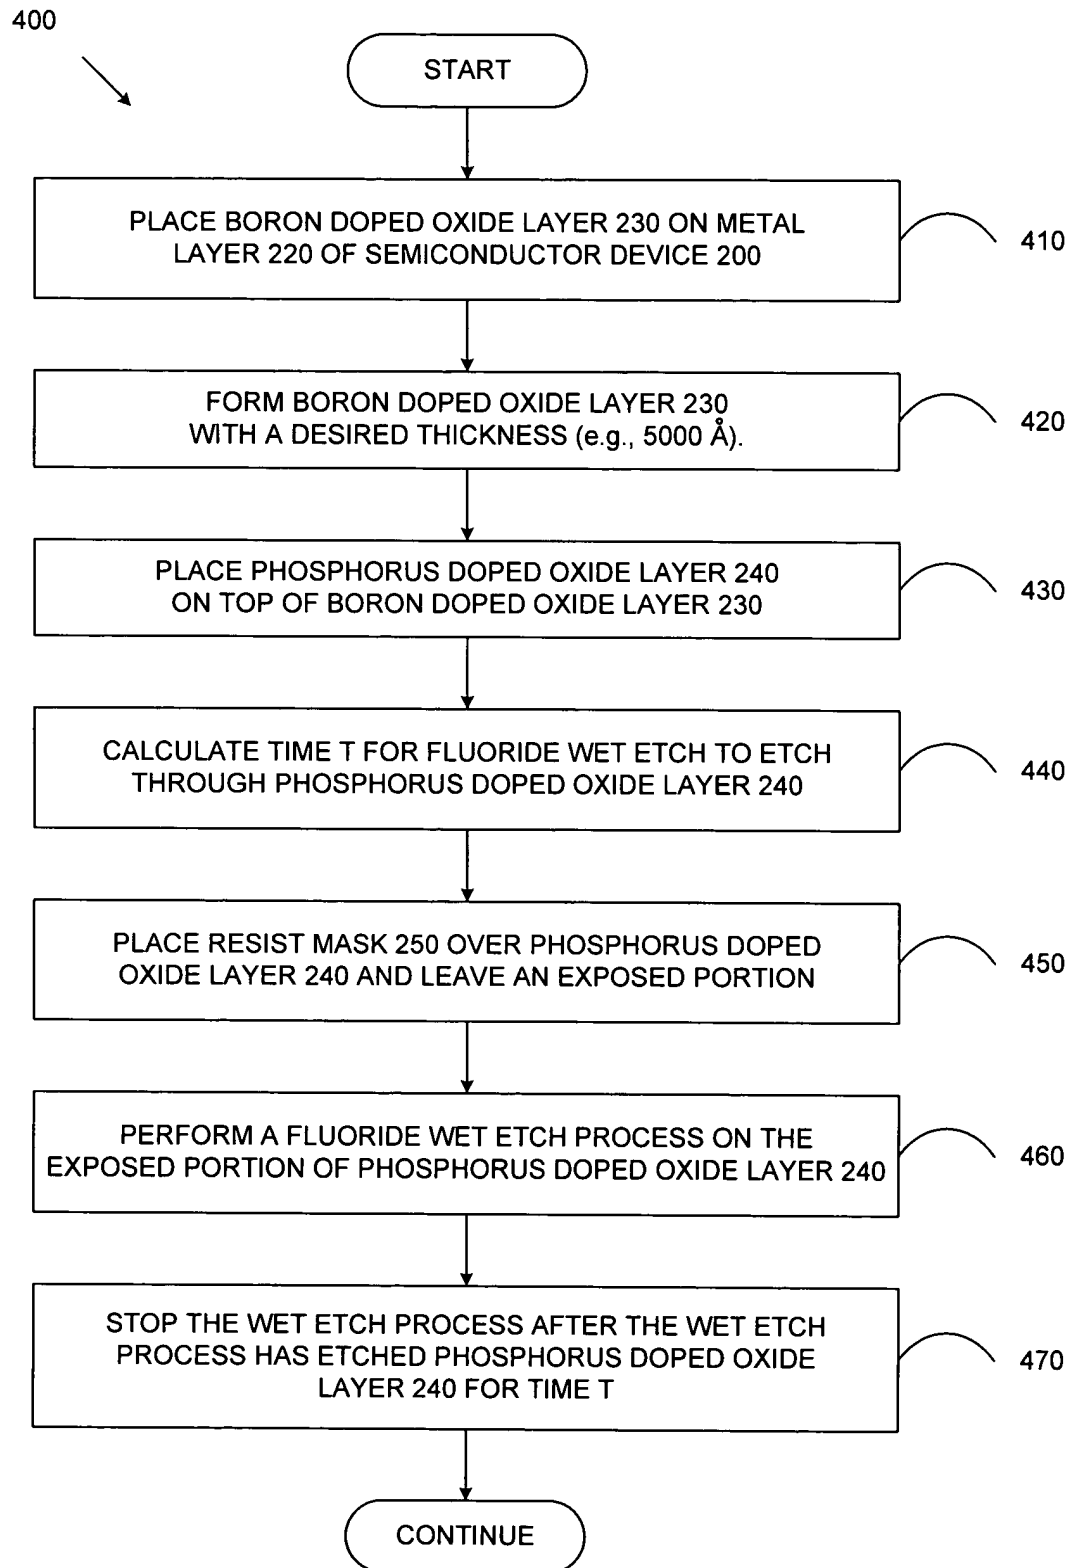 400
START
PLACE BORON DOPED OXIDE LAYER 230 ON METAL
LAYER 220 OF SEMICONDUCTOR DEVICE 200
410
FORM BORON DOPED OXIDE LAYER 230
WITH A DESIRED THICKNESS (e.g., 5000 Å).
420
PLACE PHOSPHORUS DOPED OXIDE LAYER 240
ON TOP OF BORON DOPED OXIDE LAYER 230
430
CALCULATE TIME T FOR FLUORIDE WET ETCH TO ETCH
THROUGH PHOSPHORUS DOPED OXIDE LAYER 240
440
PLACE RESIST MASK 250 OVER PHOSPHORUS DOPED
OXIDE LAYER 240 AND LEAVE AN EXPOSED PORTION
450
PERFORM A FLUORIDE WET ETCH PROCESS ON THE
EXPOSED PORTION OF PHOSPHORUS DOPED OXIDE LAYER 240
460
STOP THE WET ETCH PROCESS AFTER THE WET ETCH
PROCESS HAS ETCHED PHOSPHORUS DOPED OXIDE
LAYER 240 FOR TIME T
470
CONTINUE